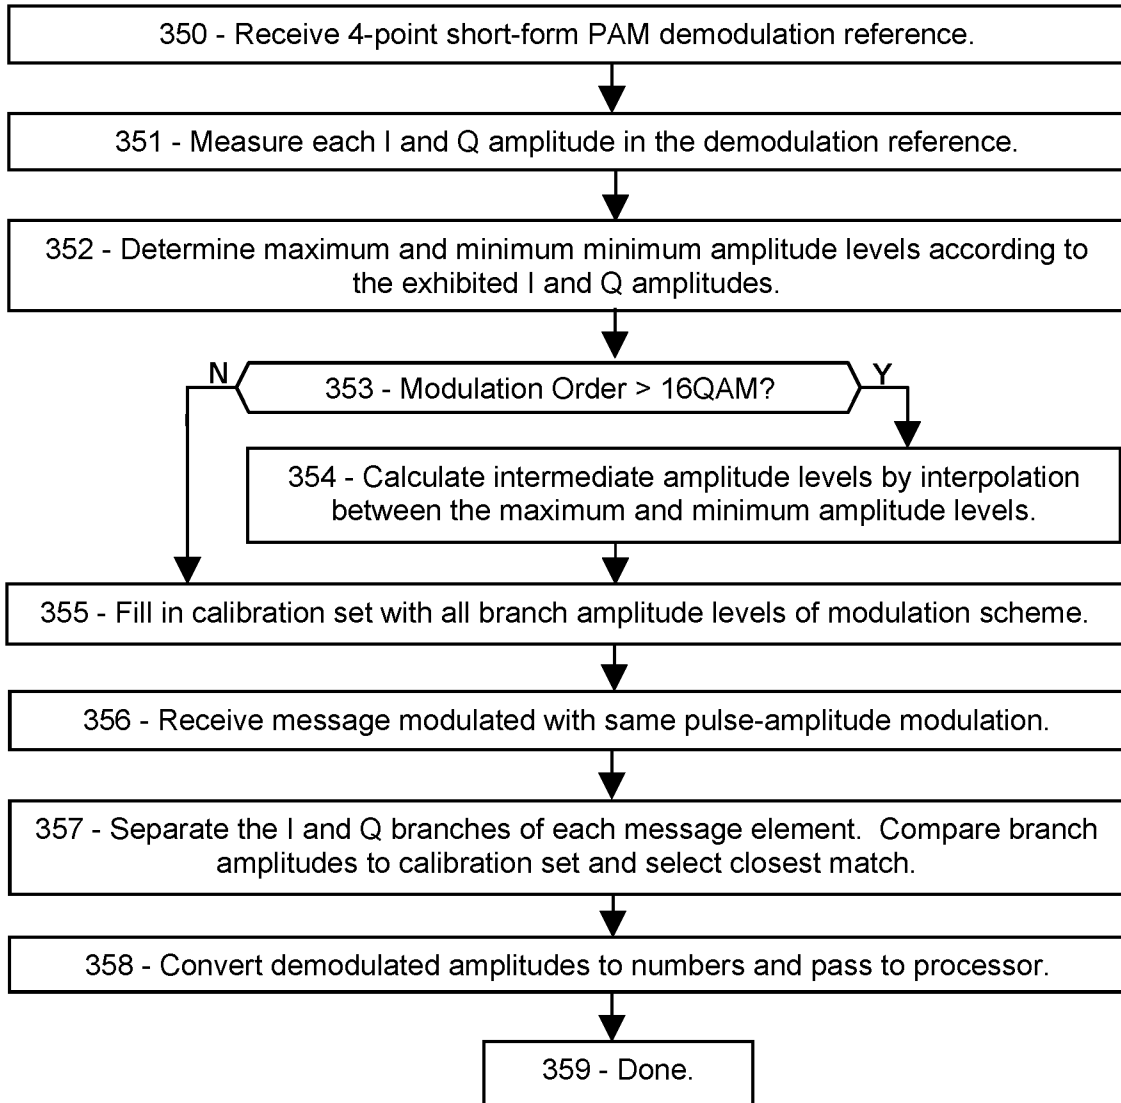 350 - Receive 4-point short-form PAM demodulation reference.
351 - Measure each I and Q amplitude in the demodulation reference.
352 - Determine maximum and minimum minimum amplitude levels according to
the exhibited I and Q amplitudes.
N
353 - Modulation Order > 16QAM?
Y
354 - Calculate intermediate amplitude levels by interpolation
between the maximum and minimum amplitude levels.
355 - Fill in calibration set with all branch amplitude levels of modulation scheme.
356 - Receive message modulated with same pulse-amplitude modulation.
357 - Separate the I and Q branches of each message element.  Compare branch
amplitudes to calibration set and select closest match.
358 - Convert demodulated amplitudes to numbers and pass to processor.
359 - Done.